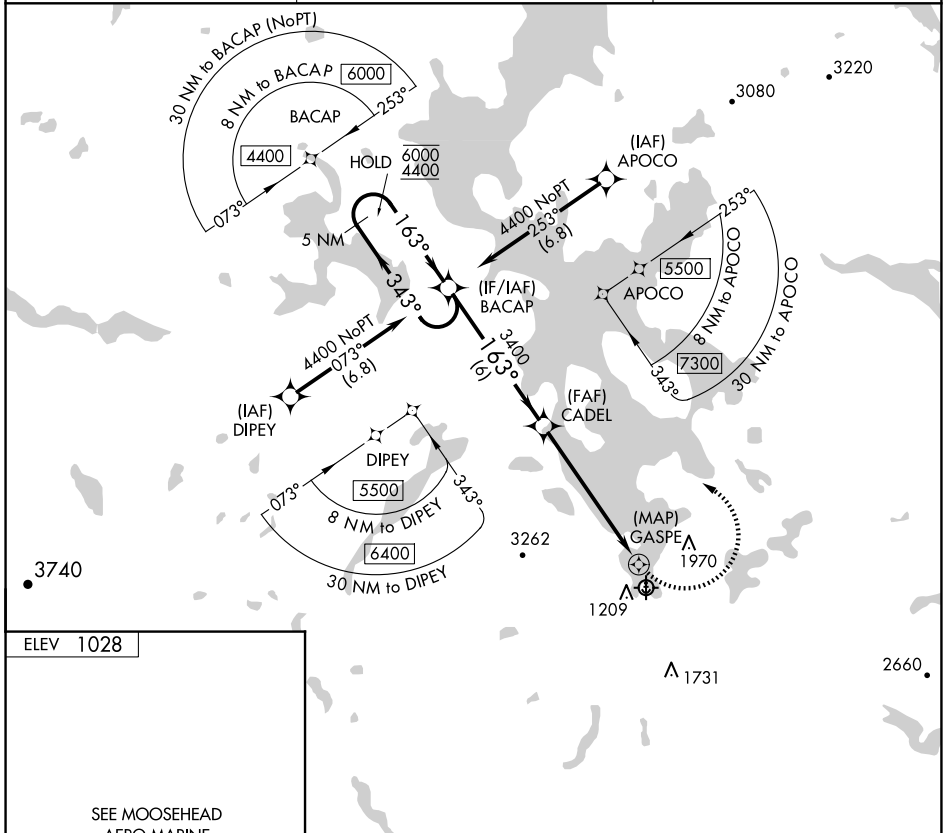 30 NM to BACAP (NoPT)
8 NM to BACAP
6000
253°
BACAP
4400
073°
HOLD
6000
4400
5 NM
163°
343°
(IF/IAF)
BACAP
(IAF)
APOCO
4400 NoPT
253°
(6.8)
3080
3220
253°
5500
APOCO
8 NM to APOCO
7300
30 NM to APOCO
343°
4400 NoPT
073°
(6.8)
(IAF)
DIPEY
3400
163°
(6)
(FAF)
CADEL
DIPEY
073°
5500
343°
8 NM to DIPEY
6400
30 NM to DIPEY
3262
(MAP)
GASPE
1970
1209
3740
1731
2660
ELEV 1028
SEE MOOSEHEAD
AERO MARINE